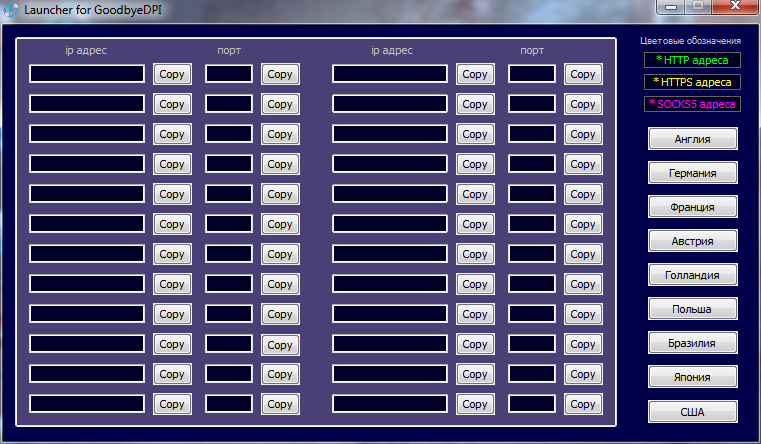 Launcher for GoodbyeDPI
ip адрес порт ip адрес порт
Copy Copy Copy Copy
Copy Copy Copy Copy
Copy Copy Copy Copy
Copy Copy Copy Copy
Copy Copy Copy Copy
Copy Copy Copy Copy
Copy Copy Copy Copy
Copy Copy Copy Copy
Copy Copy Copy Copy
Copy Copy Copy Copy
Copy Copy Copy Copy
Copy Copy Copy Copy
Цветовые обозначения
* HTTP адреса
* HTTPS адреса
* SOCKS5 адреса
Англия
Германия
Франция
Австрия
Голландия
Польша
Бразилия
Япония
США